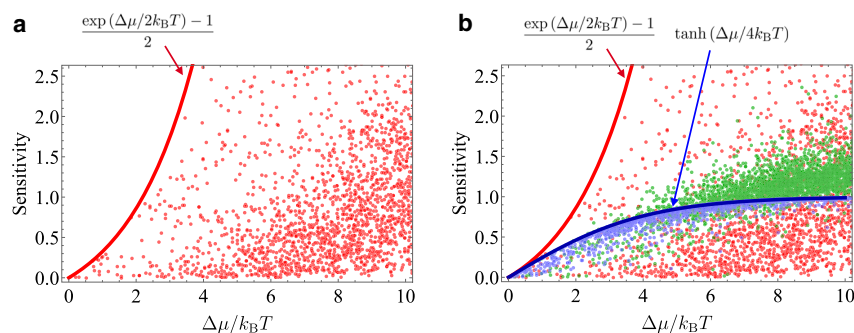 a
exp (Δμ/2k_BT) − 1
2
Sensitivity
2.5
2.0
1.5
1.0
0.5
0.0
0 2 4 6 8 10
Δμ/k_BT
b
exp (Δμ/2k_BT) −1
2
tanh (Δμ/4k_BT)
Sensitivity
2.5
2.0
1.5
1.0
0.5
0.0
0 2 4 6 8 10
Δμ/k_BT